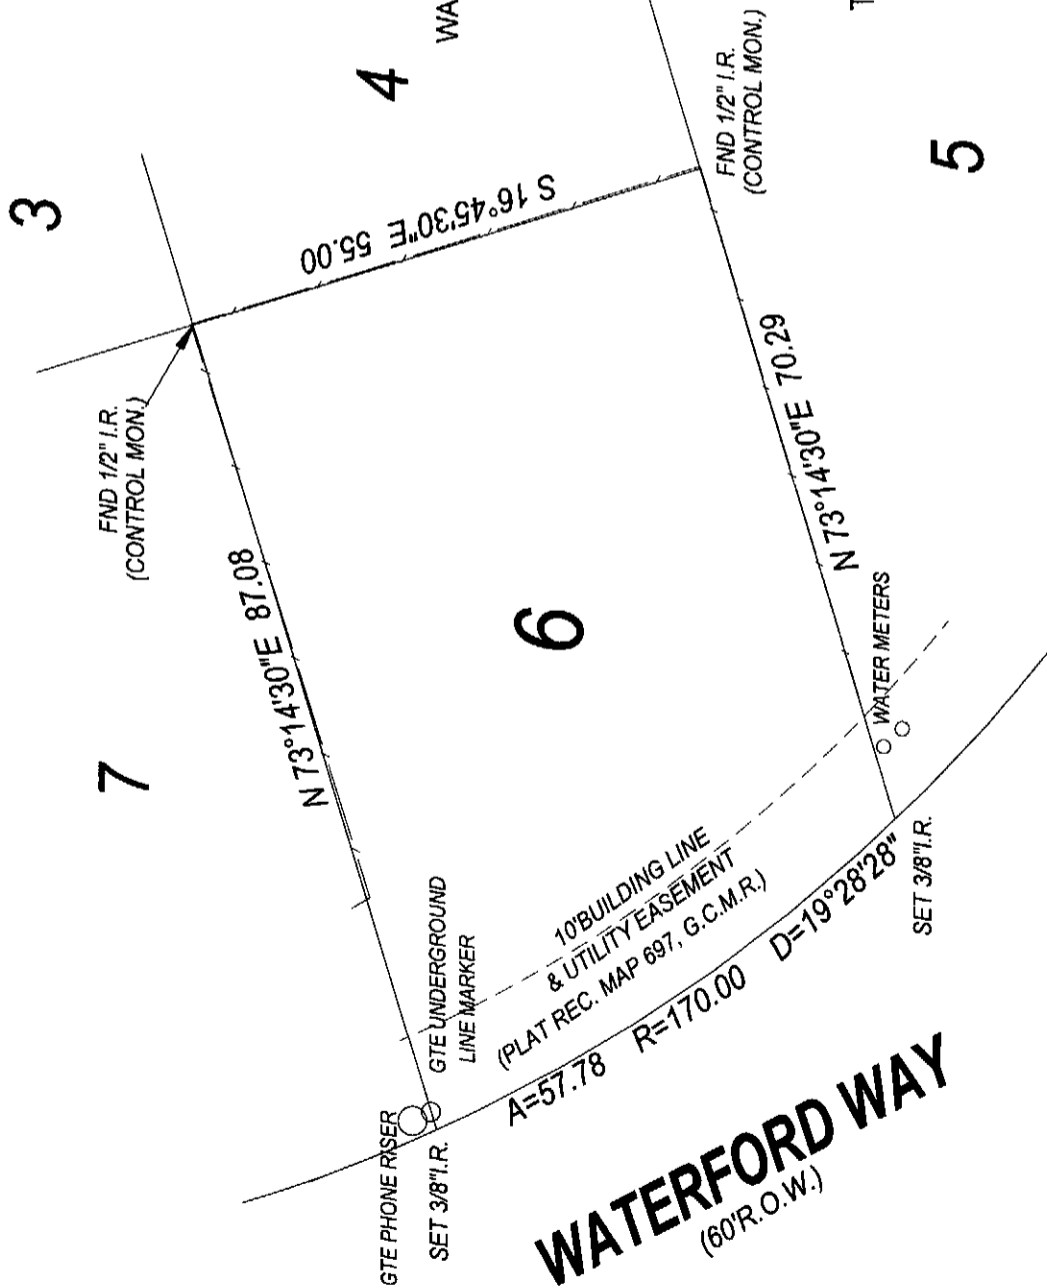 3
4
WA
T
FND 1/2" I.R.
(CONTROL MON.)
5
S 16°45'30"E 55.00
FND 1/2" I.R.
(CONTROL MON.)
N 73°14'30"E 87.08
N 73°14'30"E 70.29
6
7
WATER METERS
10'BUILDING LINE
& UTILITY EASEMENT
(PLAT REC. MAP 697, G.C.M.R.)
GTE UNDERGROUND
LINE MARKER
SET 3/8"I.R.
A=57.78 R=170.00 D=19°28'28"
GTE PHONE RISER
SET 3/8"I.R.
WATERFORD WAY
(60'R.O.W.)